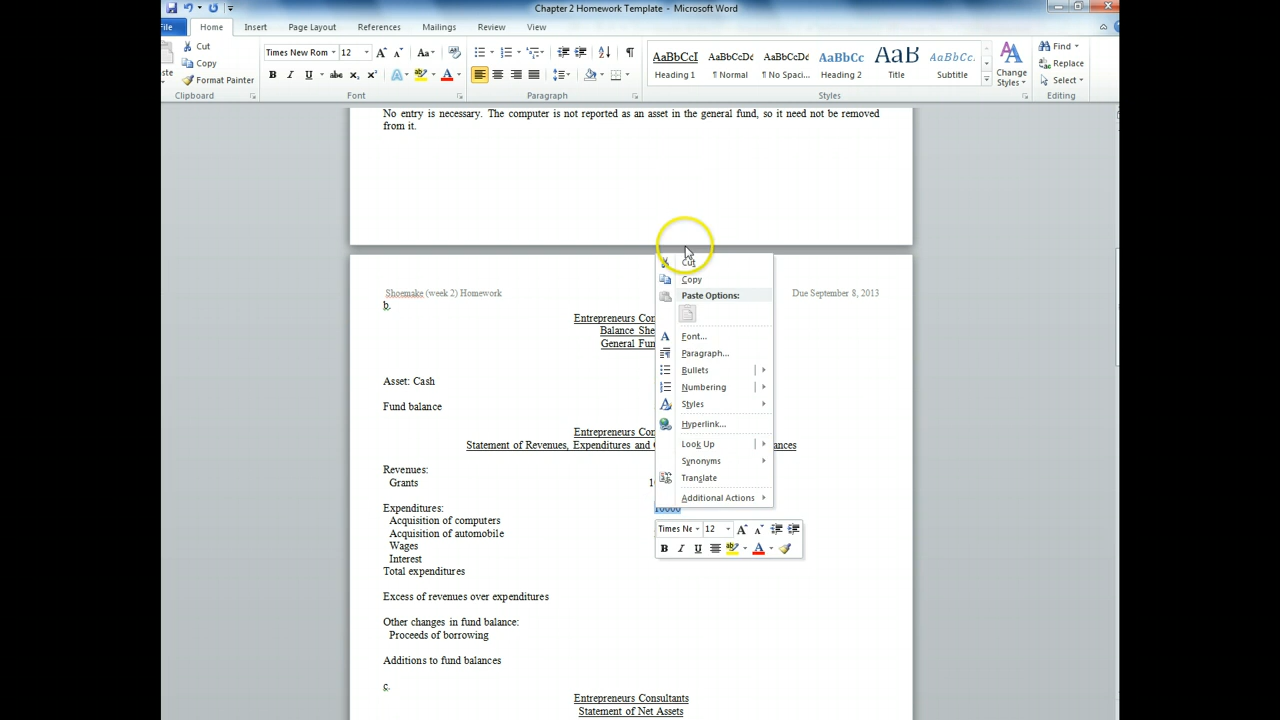 Chapter 2 Homework Template - Microsoft Word
File Home Insert Page Layout References Mailings Review View
Cut
Copy
Format Painter
Clipboard
Times New Rom 12
Font
Paragraph
AaBbCcI AaBbCcDc AaBbCcDc AaBbCc AaB AaBbCc.
Heading 1 ¶ Normal ¶ No Spaci... Heading 2 Title Subtitle
Change
Styles
Styles
Find
Replace
Select
Editing
No entry is necessary. The computer is not reported as an asset in the general fund, so it need not be removed
from it.
Shoemake (week 2) Homework Due September 8, 2013
b.
Entrepreneurs Con
Balance She
General Fun
Asset: Cash
Fund balance
Entrepreneurs Con
Statement of Revenues, Expenditures and ances
Revenues:
Grants
Expenditures: 10000
Acquisition of computers
Acquisition of automobile
Wages
Interest
Total expenditures
Excess of revenues over expenditures
Other changes in fund balance:
Proceeds of borrowing
Additions to fund balances
c.
Entrepreneurs Consultants
Statement of Net Assets
Cut
Copy
Paste Options:
Font...
Paragraph...
Bullets
Numbering
Styles
Hyperlink...
Look Up
Synonyms
Translate
Additional Actions
Times Ne 12